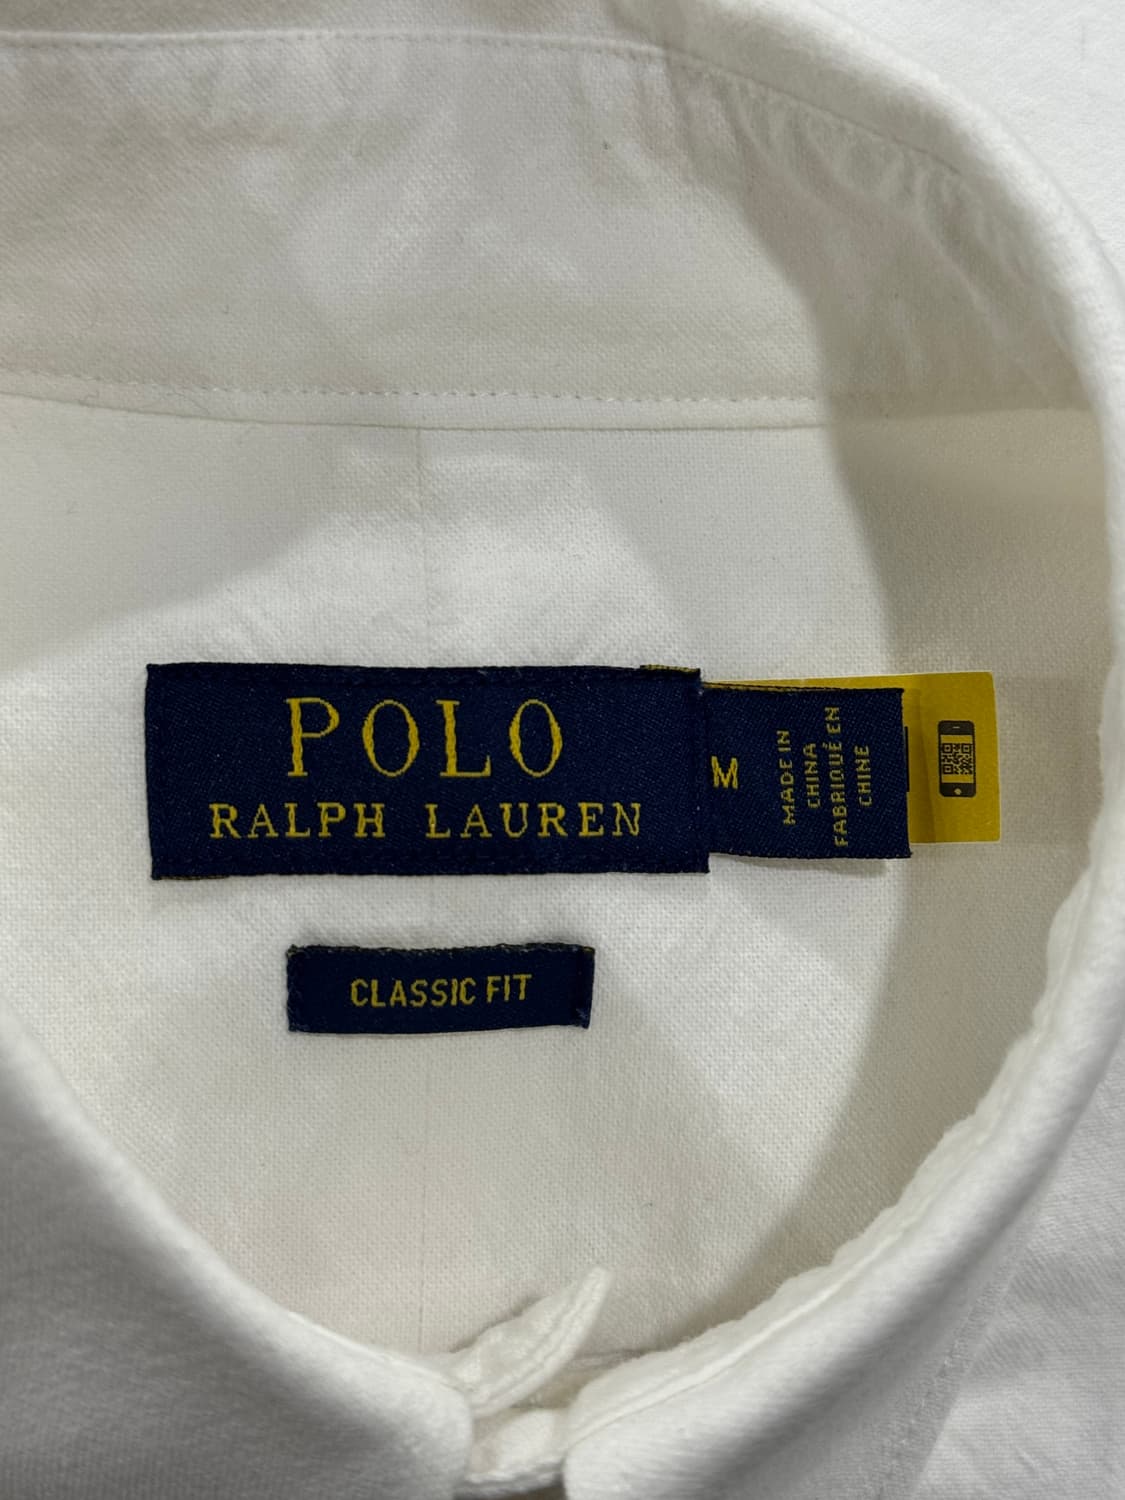 POLO
RALPH LAUREN
M
MADE IN
CHINA
FABRIQUÉ EN
CHINE
CLASSIC FIT